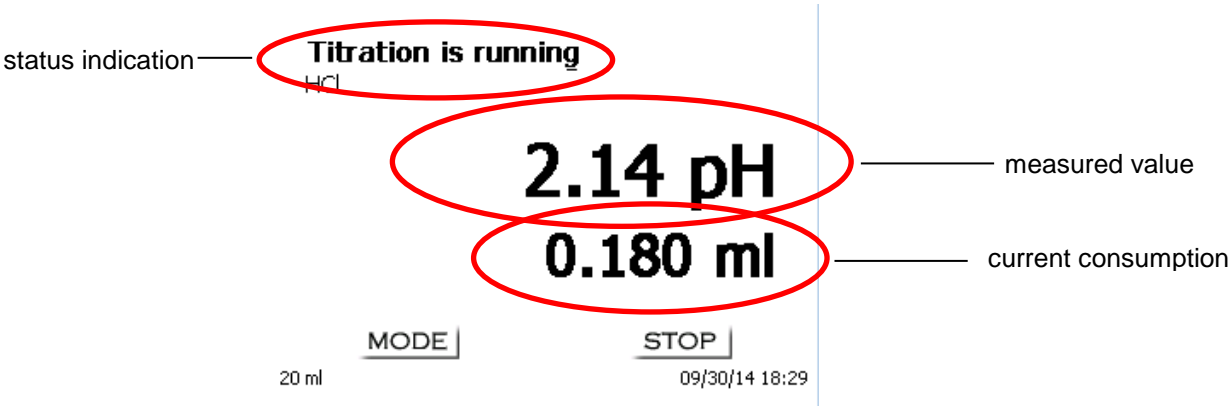 Titration is running
status indication
HCl
2.14 pH
measured value
0.180 ml
current consumption
MODE STOP
20 ml 09/30/14 18:29